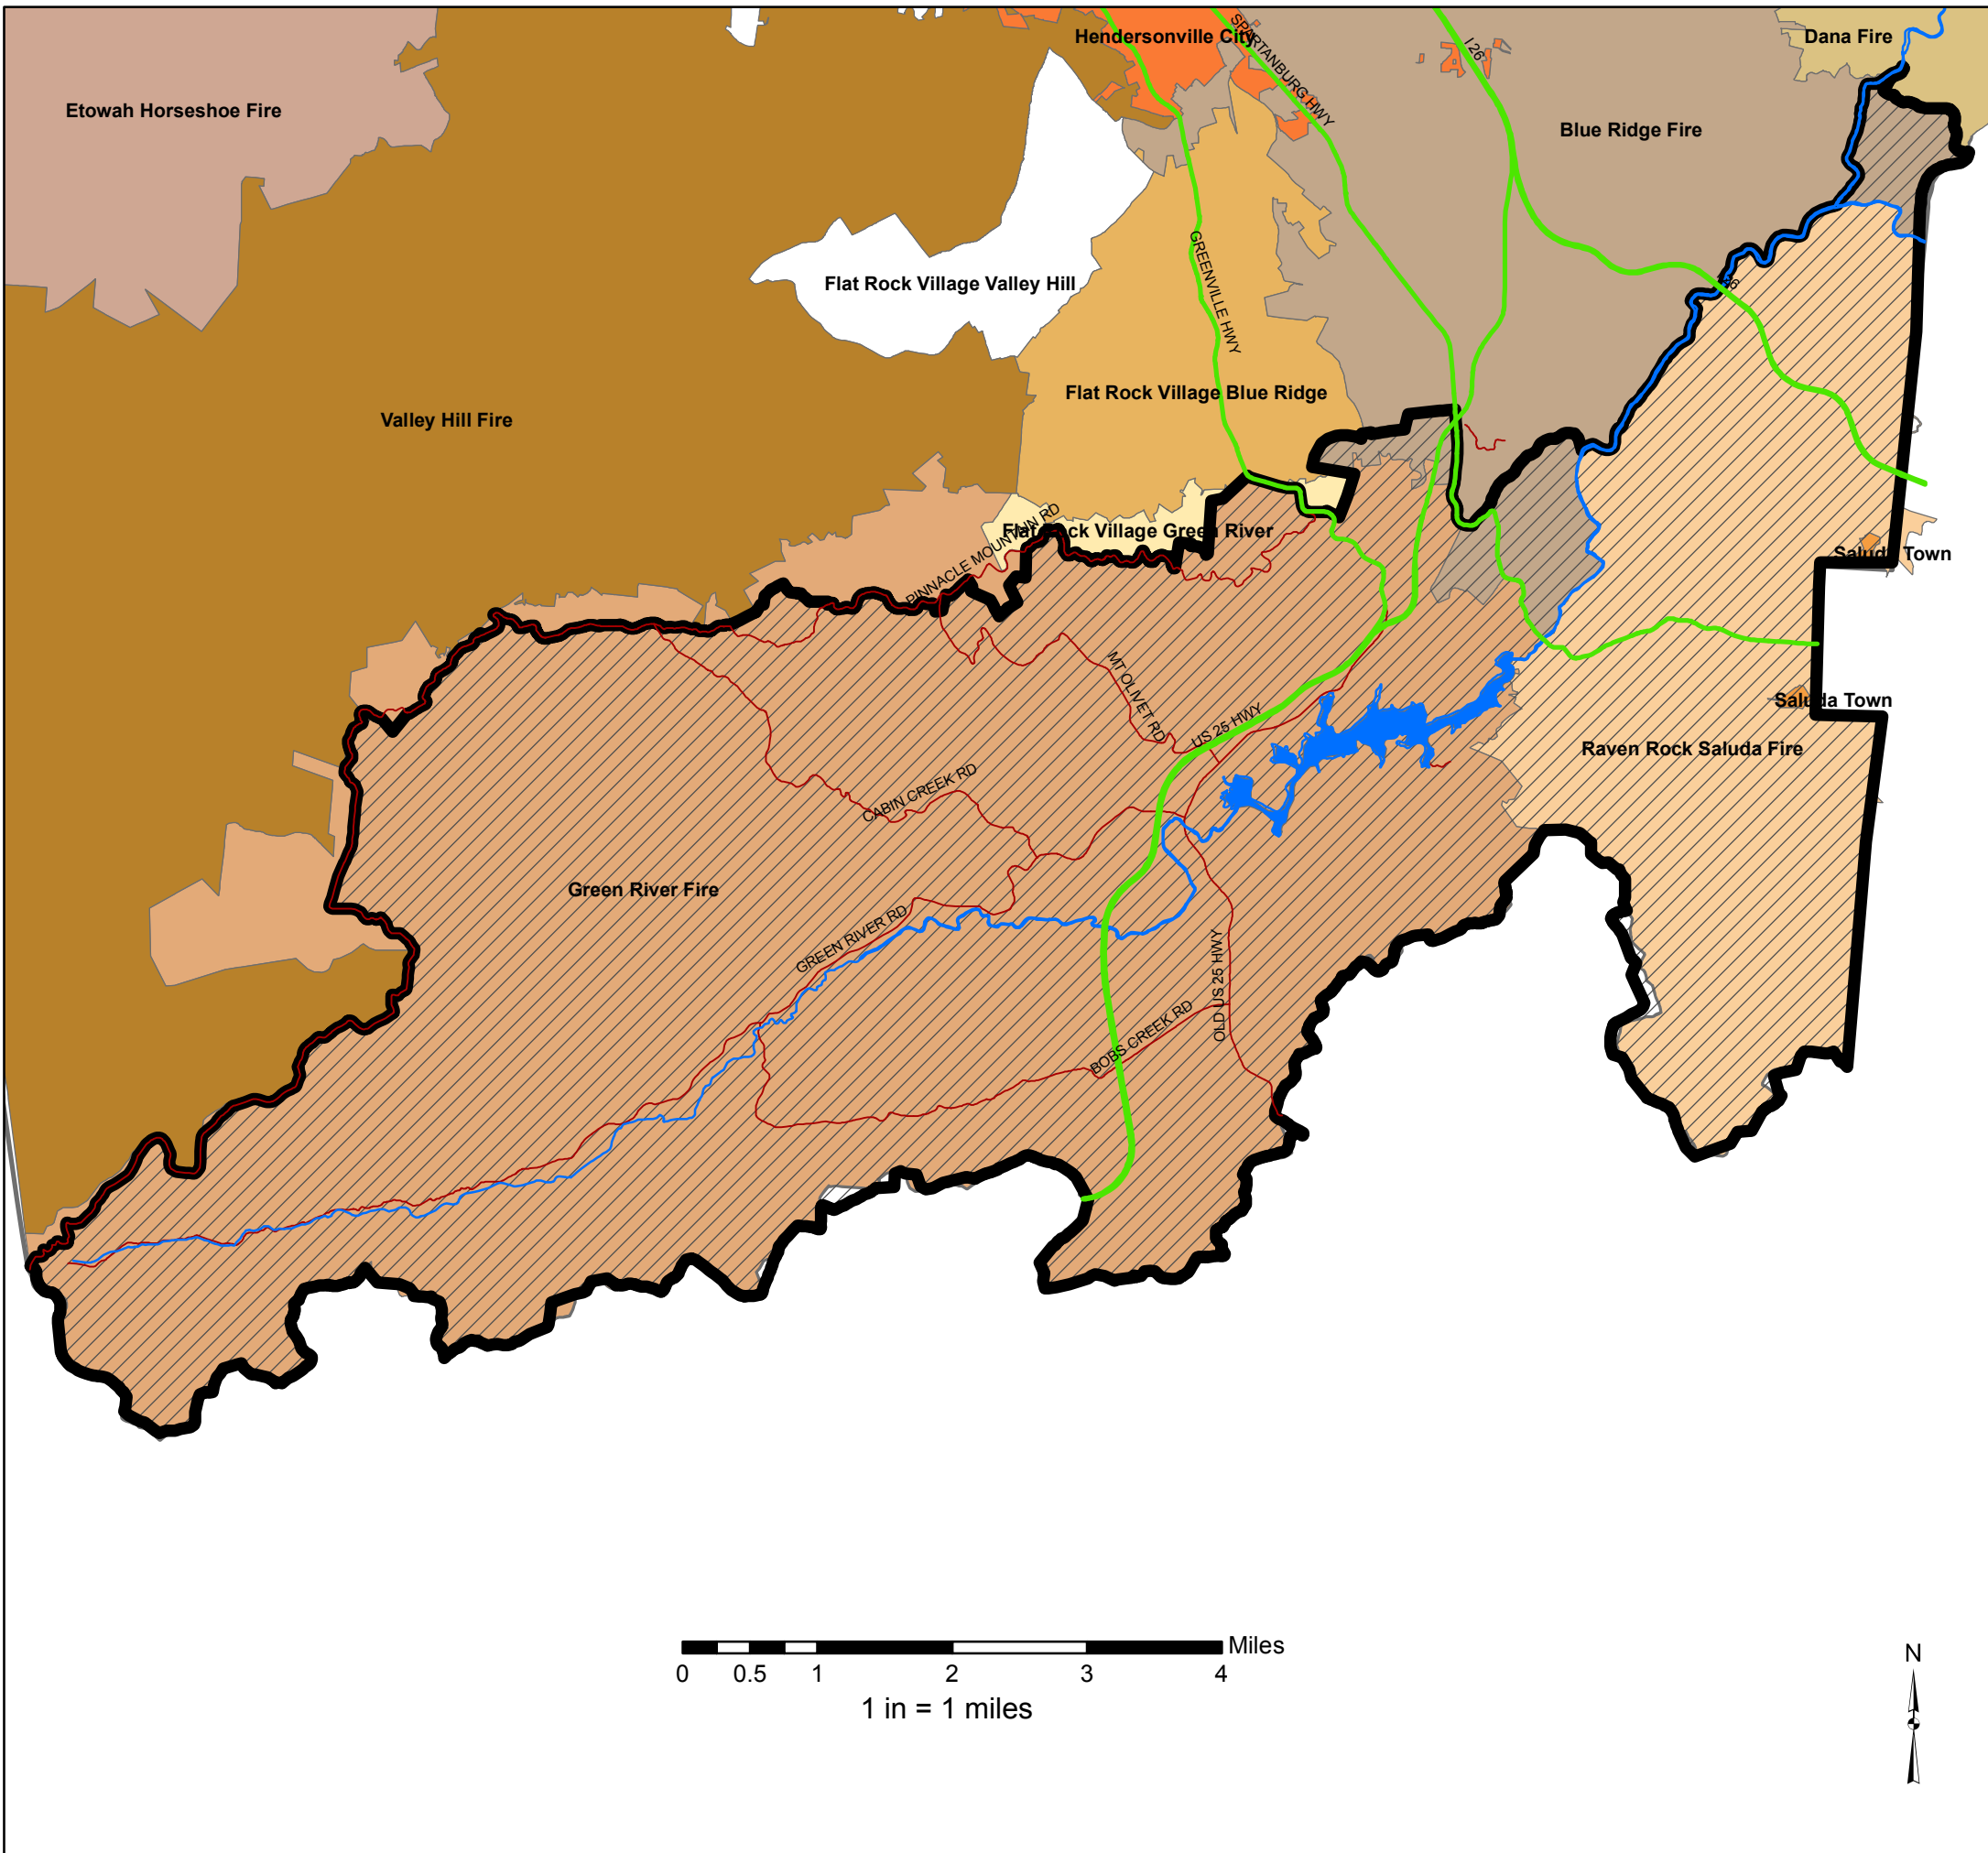 Hendersonville City
Dana Fire
SPARTANBURG HWY
I 26
Etowah Horseshoe Fire
Blue Ridge Fire
Flat Rock Village Valley Hill
GREENVILLE HWY
Flat Rock Village Blue Ridge
Valley Hill Fire
PINNACLE MOUNTAIN RD
Flat Rock Village Green River
Saluda Town
MT OLIVET RD
US 25 HWY
Saluda Town
Raven Rock Saluda Fire
CABIN CREEK RD
Green River Fire
GREEN RIVER RD
OLD US 25 HWY
BOBS CREEK RD
Miles
0 0.5 1 2 3 4
1 in = 1 miles
N